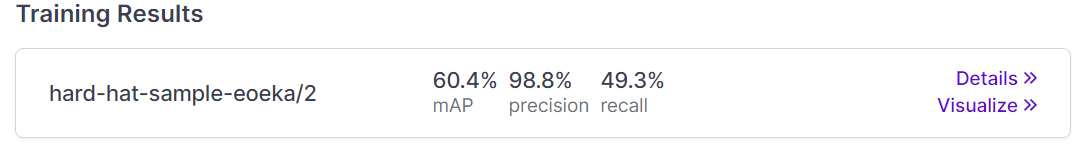 Training Results
hard-hat-sample-eoeka/2
60.4% 98.8% 49.3%
mAP precision recall
Details »
Visualize »